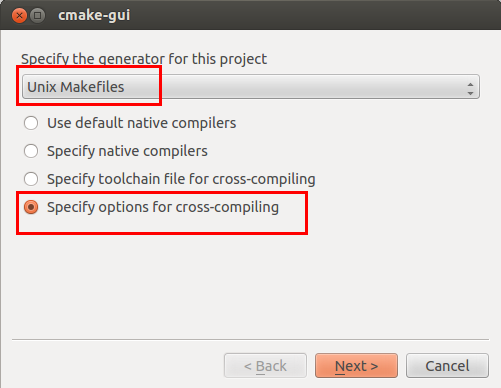 cmake-gui
Specify the generator for this project
Unix Makefiles
Use default native compilers
Specify native compilers
Specify toolchain file for cross-compiling
Specify options for cross-compiling
< Back
Next >
Cancel